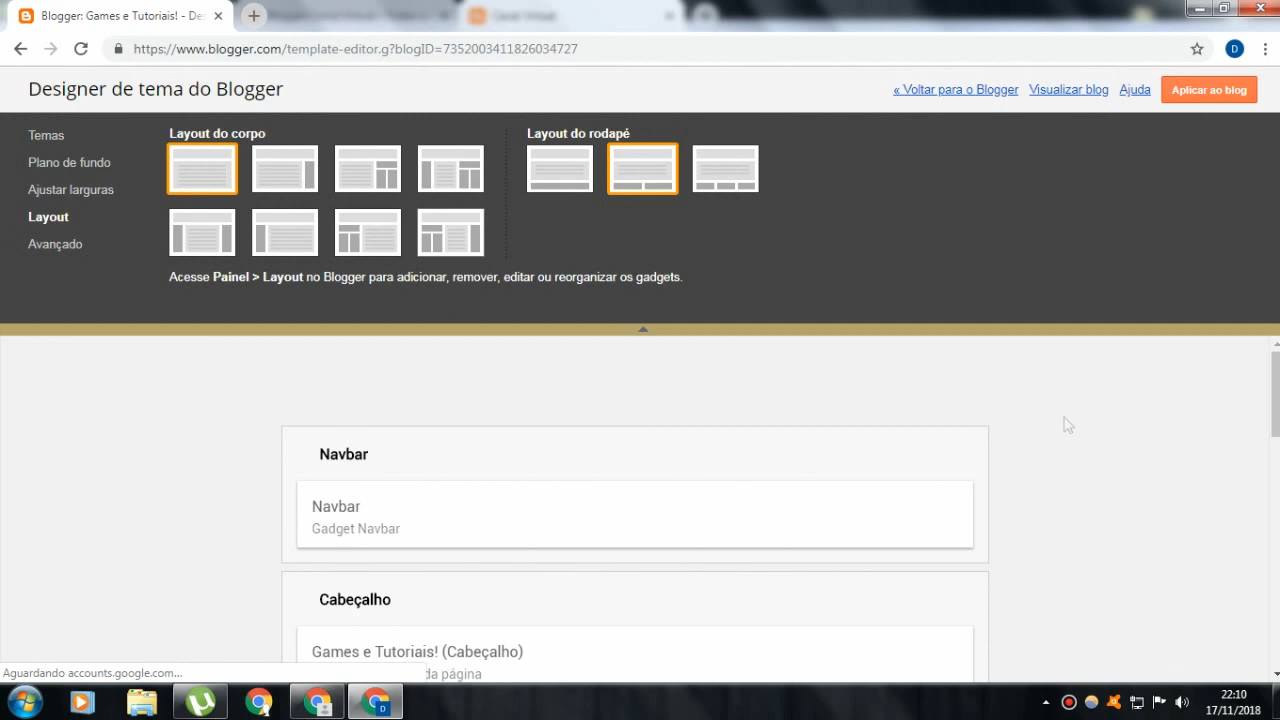 Blogger: Games e Tutoriais! - De
https://www.blogger.com/template-editor.g?blogID=7352003411826034727
D
Designer de tema do Blogger
« Voltar para o Blogger
Visualizar blog
Ajuda
Aplicar ao blog
Temas
Plano de fundo
Ajustar larguras
Layout
Avançado
Layout do corpo
Layout do rodapé
Acesse Painel > Layout no Blogger para adicionar, remover, editar ou reorganizar os gadgets.
Navbar
Navbar
Gadget Navbar
Cabeçalho
Games e Tutoriais! (Cabeçalho)
da página
Aguardando accounts.google.com...
D
22:10
17/11/2018